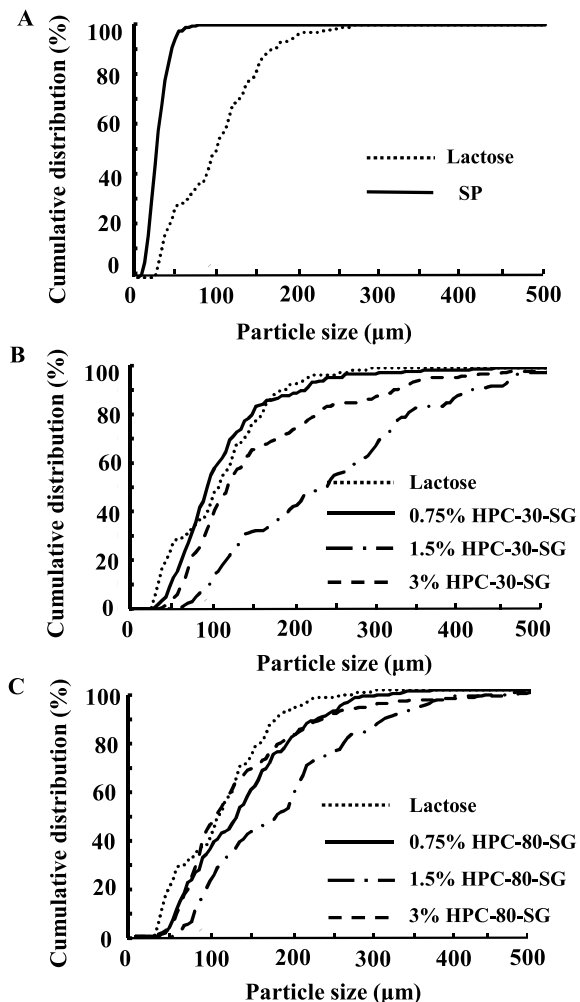 A
Cumulative distribution (%)
100
80
60
40
20
0
Lactose
SP
0 100 200 300 400 500
Particle size (µm)
B
Cumulative distribution (%)
100
80
60
40
20
0
Lactose
0.75% HPC-30-SG
1.5% HPC-30-SG
3% HPC-30-SG
0 100 200 300 400 500
Particle size (µm)
C
Cumulative distribution (%)
100
80
60
40
20
0
Lactose
0.75% HPC-80-SG
1.5% HPC-80-SG
3% HPC-80-SG
0 100 200 300 400 500
Particle size (µm)